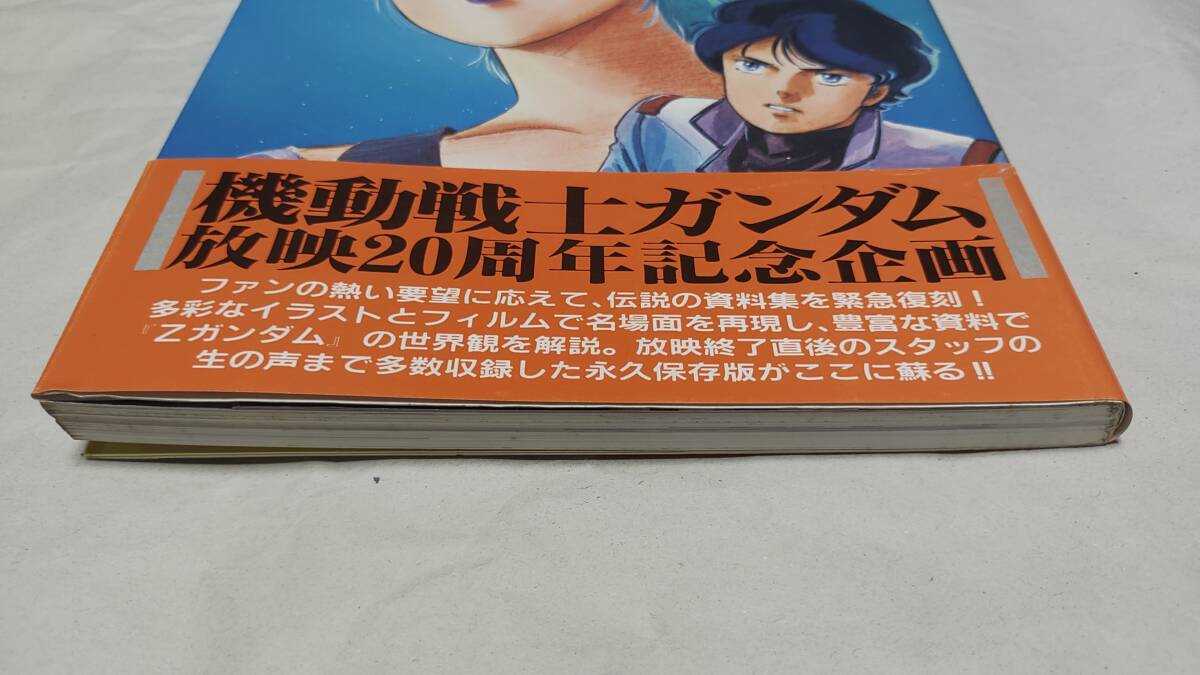 機動戦士ガンダム
放映20周年記念企画
ファンの熱い要望に応えて、伝説の資料集を緊急復刻！
多彩なイラストとフィルムで名場面を再現し、豊富な資料で
『Ζガンダム』の世界観を解説。放映終了直後のスタッフの
生の声まで多数収録した永久保存版がここに蘇る!!